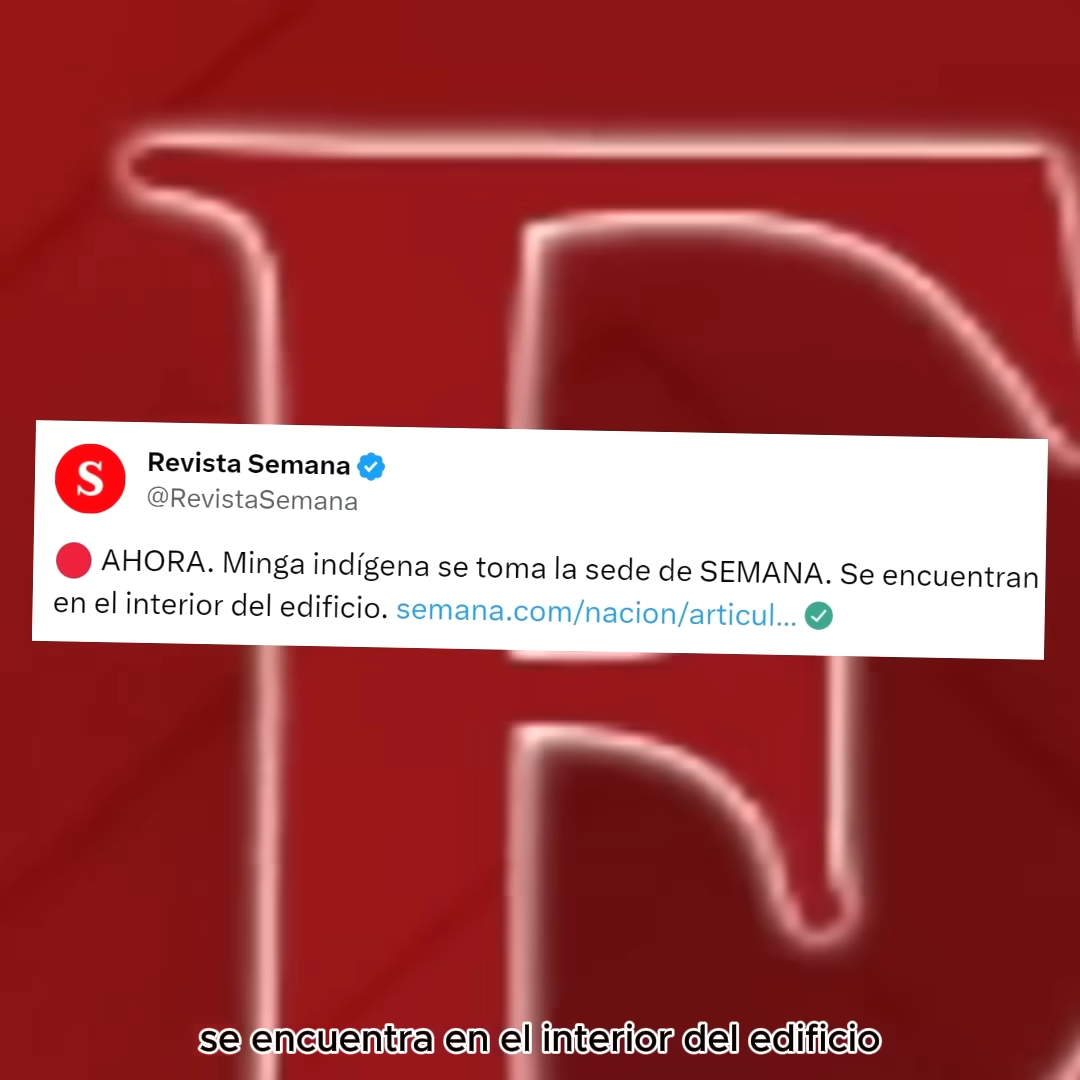 S
Revista Semana
@RevistaSemana
🔴 AHORA. Minga indígena se toma la sede de SEMANA. Se encuentran
en el interior del edificio. semana.com/nacion/articul...
se encuentra en el interior del edificio